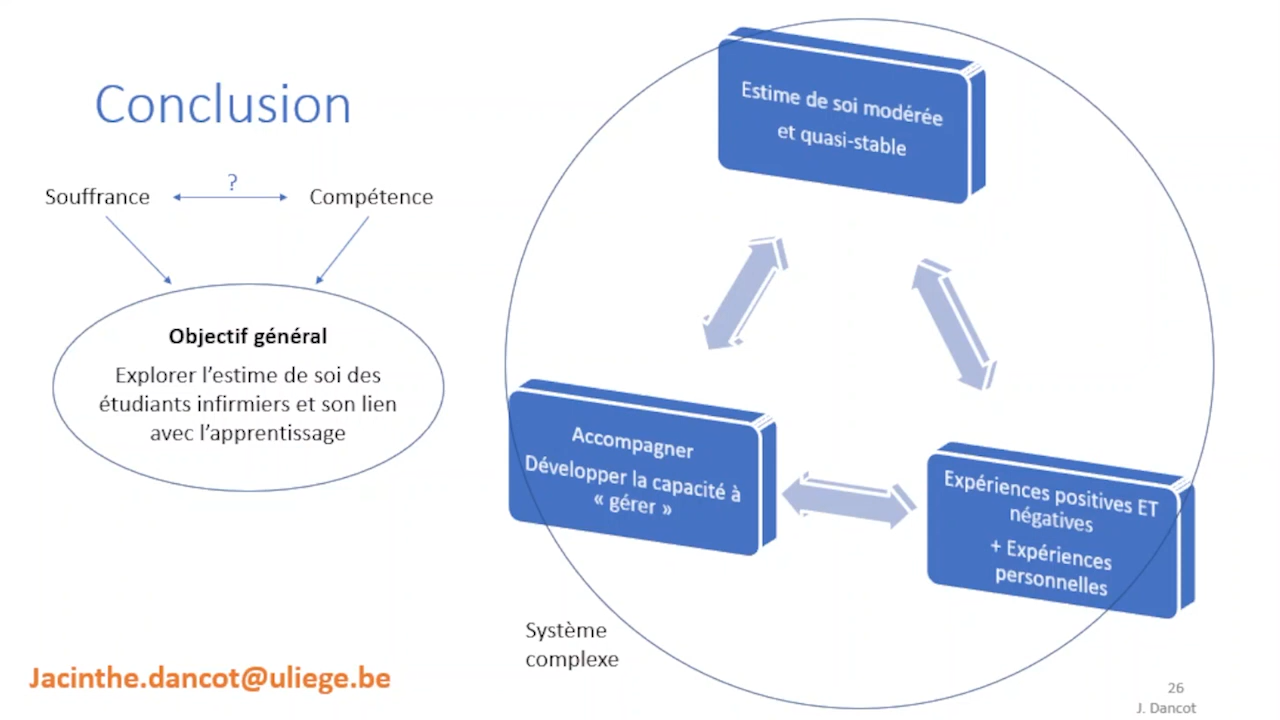 Conclusion
Souffrance
?
Compétence
Objectif général
Explorer l’estime de soi des
étudiants infirmiers et son lien
avec l’apprentissage
Estime de soi modérée
et quasi-stable
Accompagner
Développer la capacité à
« gérer »
Expériences positives ET
négatives
+ Expériences
personnelles
Système
complexe
Jacinthe.dancot@uliege.be
26
J. Dancot